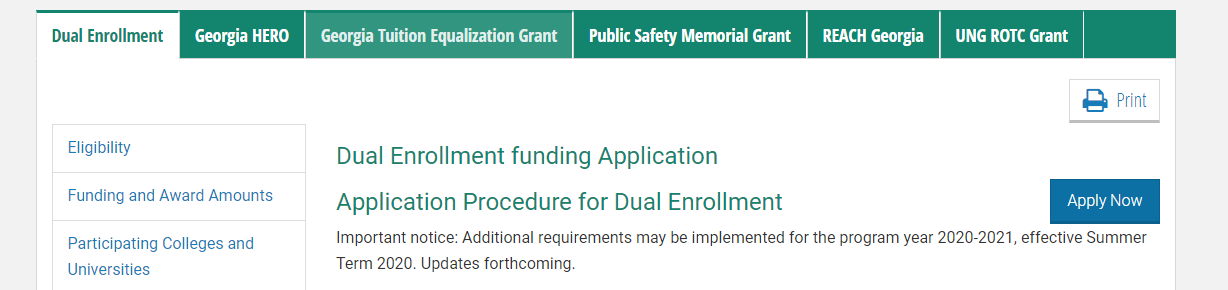 Dual Enrollment Georgia HERO Georgia Tuition Equalization Grant Public Safety Memorial Grant REACH Georgia UNG ROTC Grant
Print
Eligibility
Funding and Award Amounts
Participating Colleges and
Universities
Dual Enrollment funding Application
Application Procedure for Dual Enrollment
Apply Now
Important notice: Additional requirements may be implemented for the program year 2020-2021, effective Summer
Term 2020. Updates forthcoming.